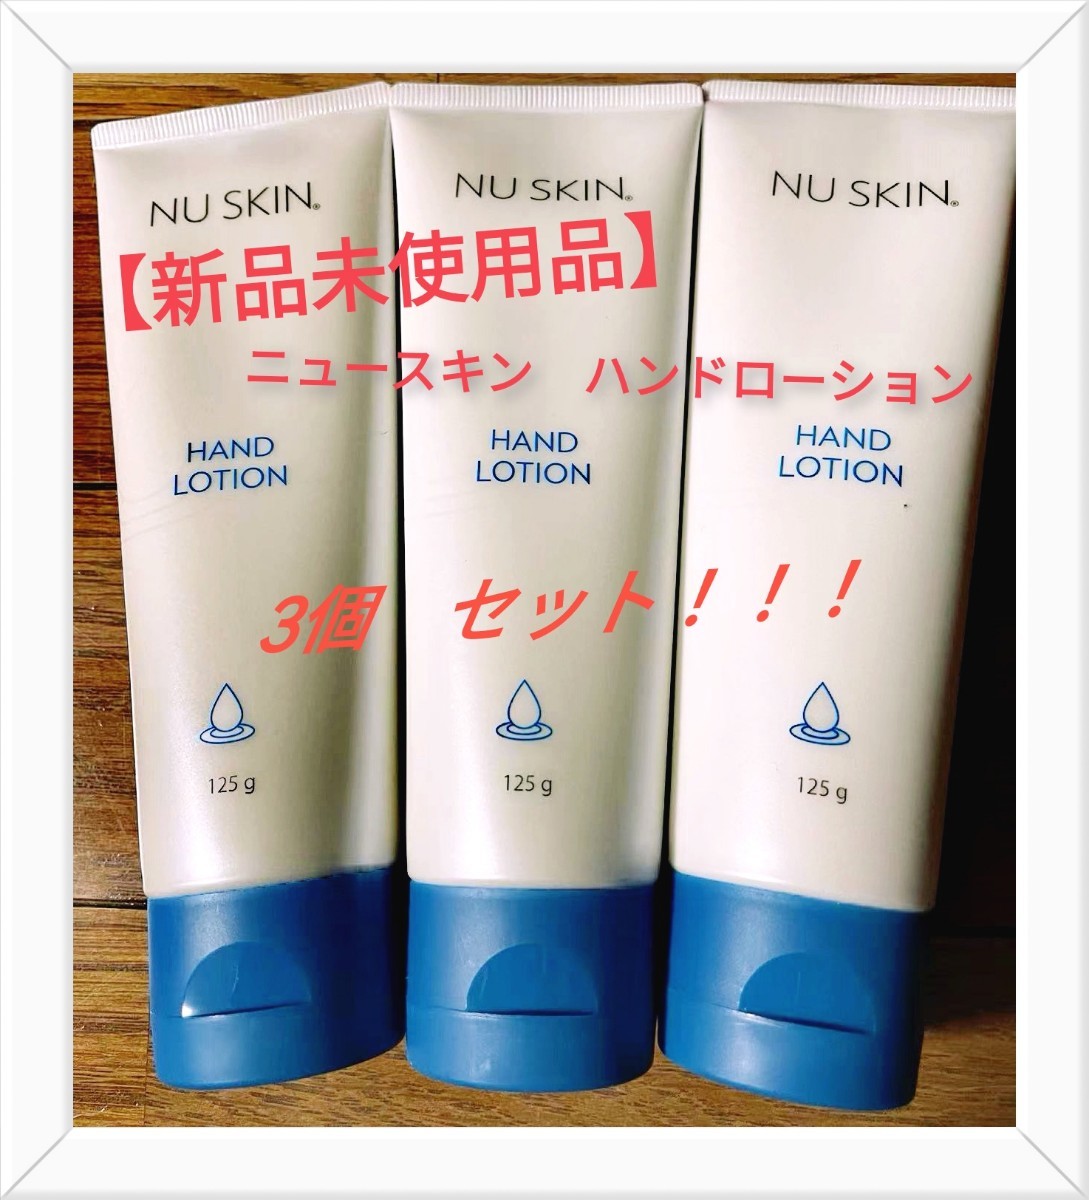 NU SKIN® NU SKIN® NU SKIN®
【新品未使用品】
ニュースキン　ハンドローション
HAND HAND HAND
LOTION LOTION LOTION
3個　セット！！！
125 g 125 g 125 g